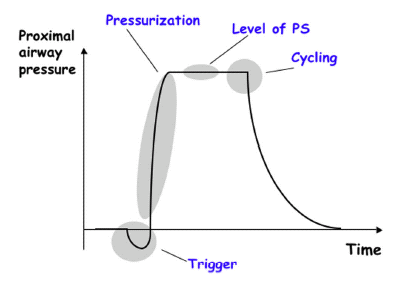 Pressurization
Level of PS
Proximal
airway
pressure
Cycling
Time
Trigger